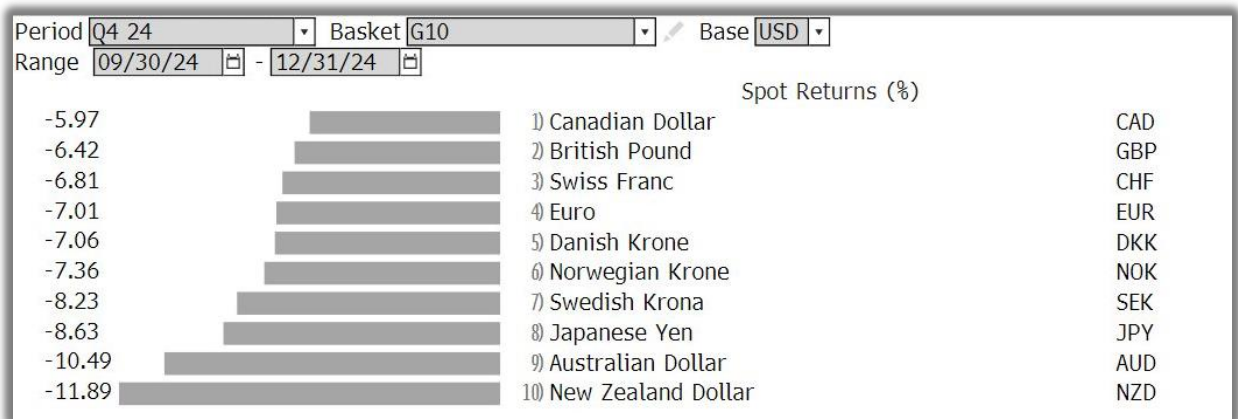 Period Q4 24 Basket G10 Base USD
Range 09/30/24 - 12/31/24
Spot Returns (%)
-5.97 1) Canadian Dollar CAD
-6.42 2) British Pound GBP
-6.81 3) Swiss Franc CHF
-7.01 4) Euro EUR
-7.06 5) Danish Krone DKK
-7.36 6) Norwegian Krone NOK
-8.23 7) Swedish Krona SEK
-8.63 8) Japanese Yen JPY
-10.49 9) Australian Dollar AUD
-11.89 10) New Zealand Dollar NZD